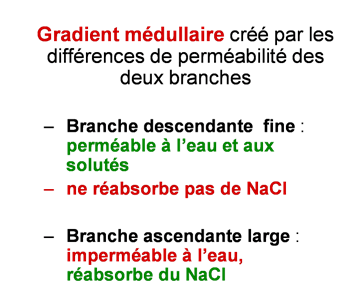 Gradient médullaire créé par les
différences de perméabilité des
deux branches
– Branche descendante fine :
perméable à l'eau et aux
solutés
– ne réabsorbe pas de NaCl
– Branche ascendante large :
imperméable à l'eau,
réabsorbe du NaCl